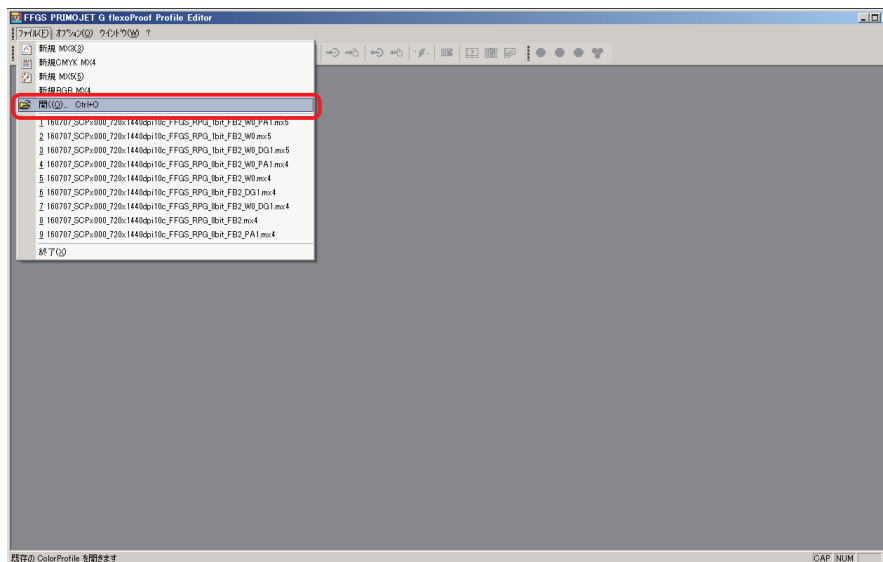 FFGS PRIMOJET G flexoProof Profile Editor
ファイル(F) オプション(O) ウインドウ(W) ?
新規 MX3(3)
新規CMYK MX4
新規 MX5(5)
新規RGB MX4
開く(O)... Ctrl+O
1 160707_SCPx000_720x1440dpi10c_FFGS_RPG_1bit_FB2_W0_PA1.mx5
2 160707_SCPx000_720x1440dpi10c_FFGS_RPG_1bit_FB2_W0.mx5
3 160707_SCPx000_720x1440dpi10c_FFGS_RPG_1bit_FB2_W0_DG1.mx5
4 160707_SCPx000_720x1440dpi10c_FFGS_RPG_8bit_FB2_W0_PA1.mx4
5 160707_SCPx000_720x1440dpi10c_FFGS_RPG_8bit_FB2_W0.mx4
6 160707_SCPx000_720x1440dpi10c_FFGS_RPG_8bit_FB2_DG1.mx4
7 160707_SCPx000_720x1440dpi10c_FFGS_RPG_8bit_FB2_W0_DG1.mx4
8 160707_SCPx000_720x1440dpi10c_FFGS_RPG_8bit_FB2.mx4
9 160707_SCPx000_720x1440dpi10c_FFGS_RPG_8bit_FB2_PA1.mx4
終了(X)
既存の ColorProfile を開きます
CAP NUM